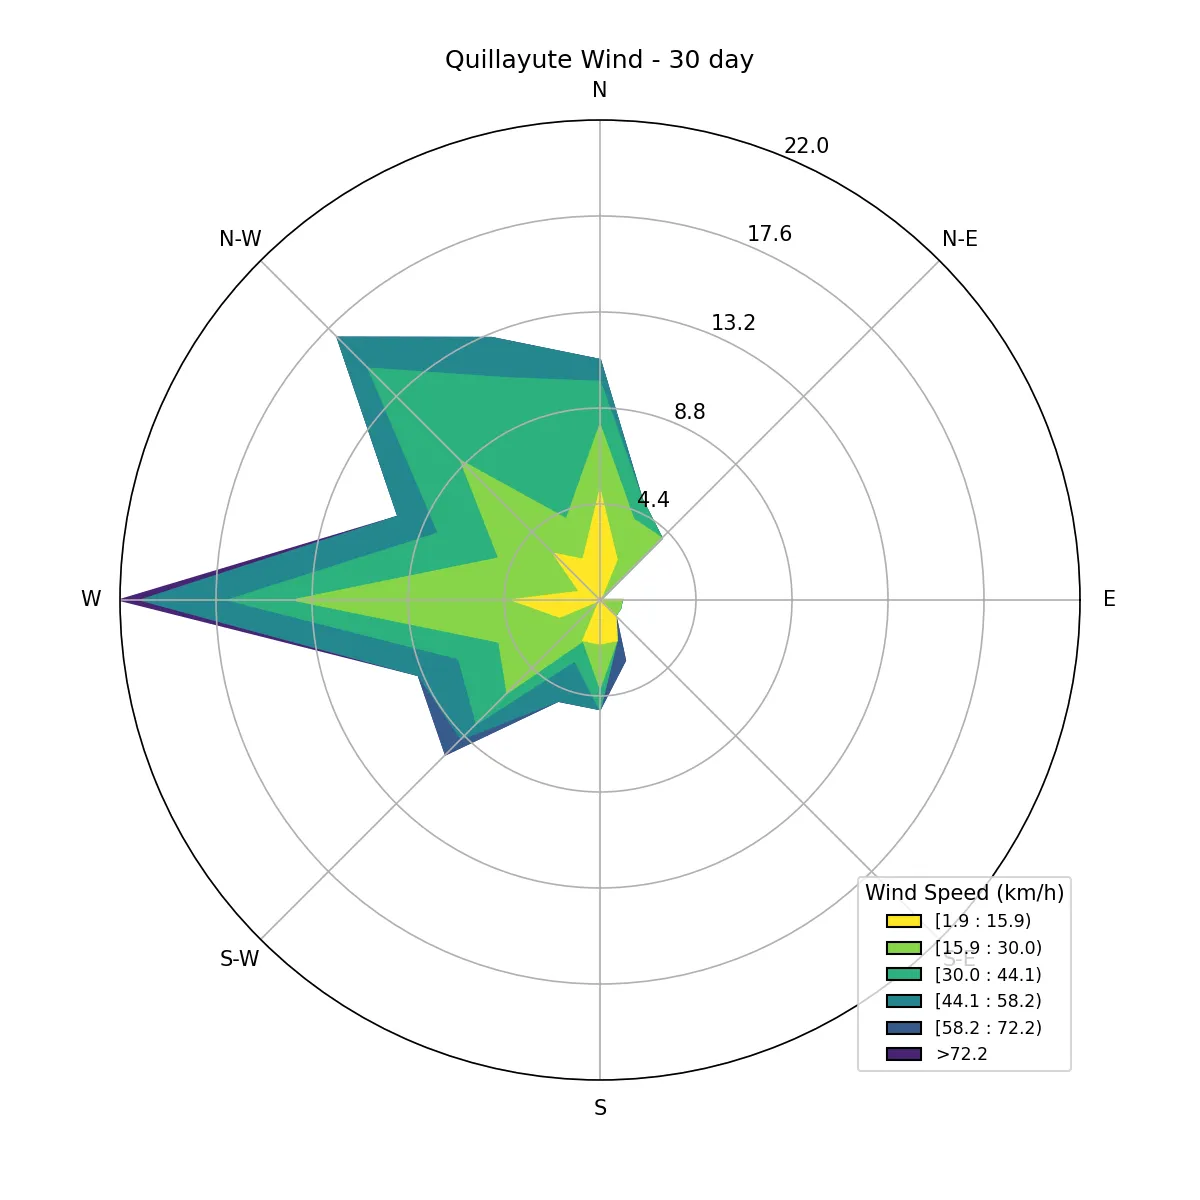 Quillayute Wind - 30 day
N
22.0
N-W
17.6
N-E
13.2
8.8
4.4
W
E
S-W
S-E
Wind Speed (km/h)
[1.9 : 15.9)
[15.9 : 30.0)
[30.0 : 44.1)
[44.1 : 58.2)
[58.2 : 72.2)
>72.2
S